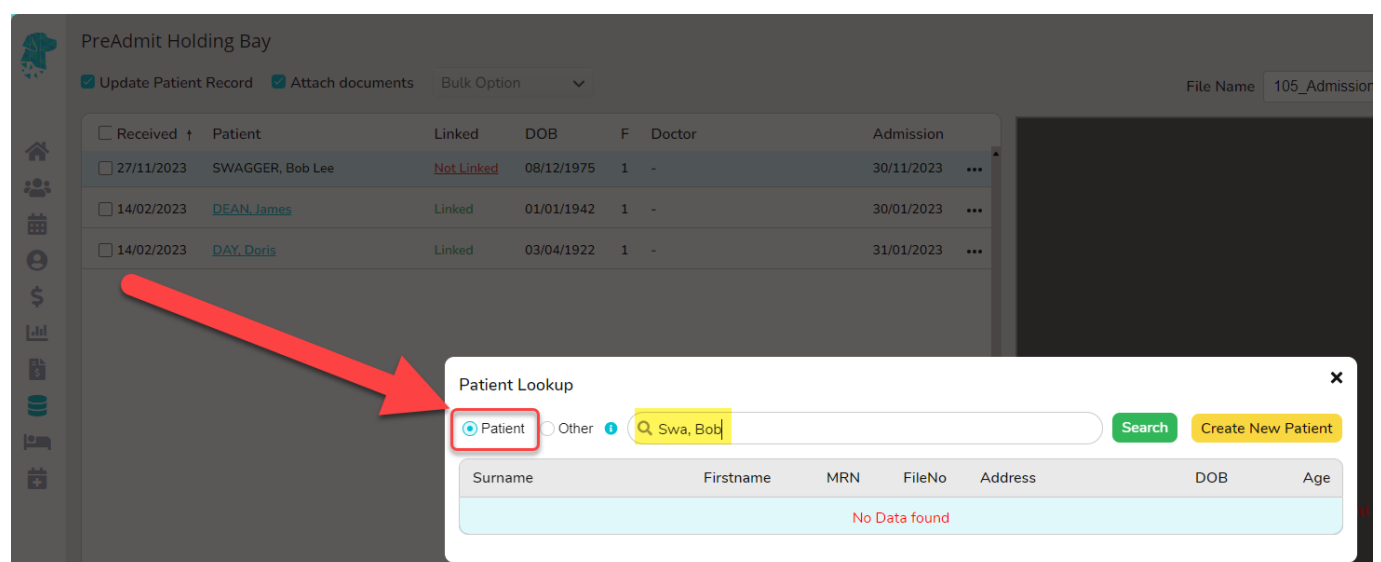 PreAdmit Holding Bay
Update Patient Record Attach documents Bulk Option
File Name 105_Admission
Received ↑ Patient Linked DOB F Doctor Admission
27/11/2023 SWAGGER, Bob Lee Not Linked 08/12/1975 1 - 30/11/2023 •••
14/02/2023 DEAN, James Linked 01/01/1942 1 - 30/01/2023 •••
14/02/2023 DAY, Doris Linked 03/04/1922 1 - 31/01/2023 •••
Patient Lookup
Patient Other Swa, Bob Search Create New Patient
Surname Firstname MRN FileNo Address DOB Age
No Data found